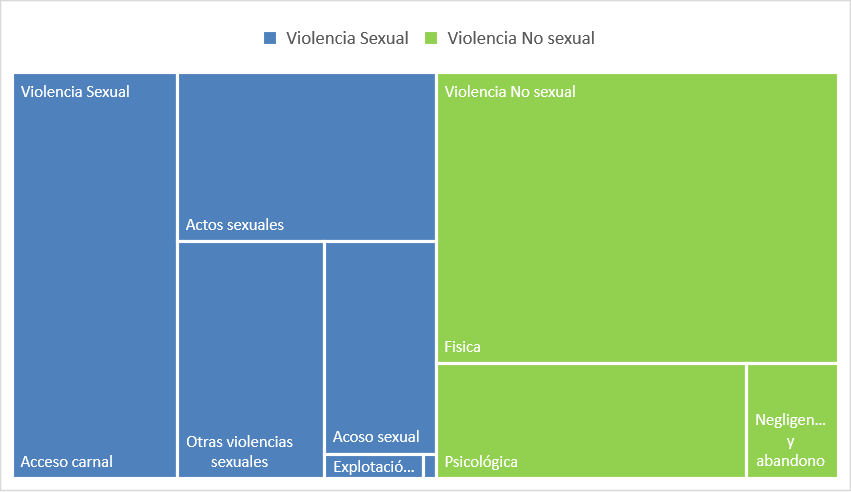 Violencia Sexual Violencia No sexual
Violencia Sexual
Acceso carnal
Actos sexuales
Otras violencias
sexuales
Acoso sexual
Explotació...
Violencia No sexual
Fisica
Psicológica
Negligen...
y
abandono